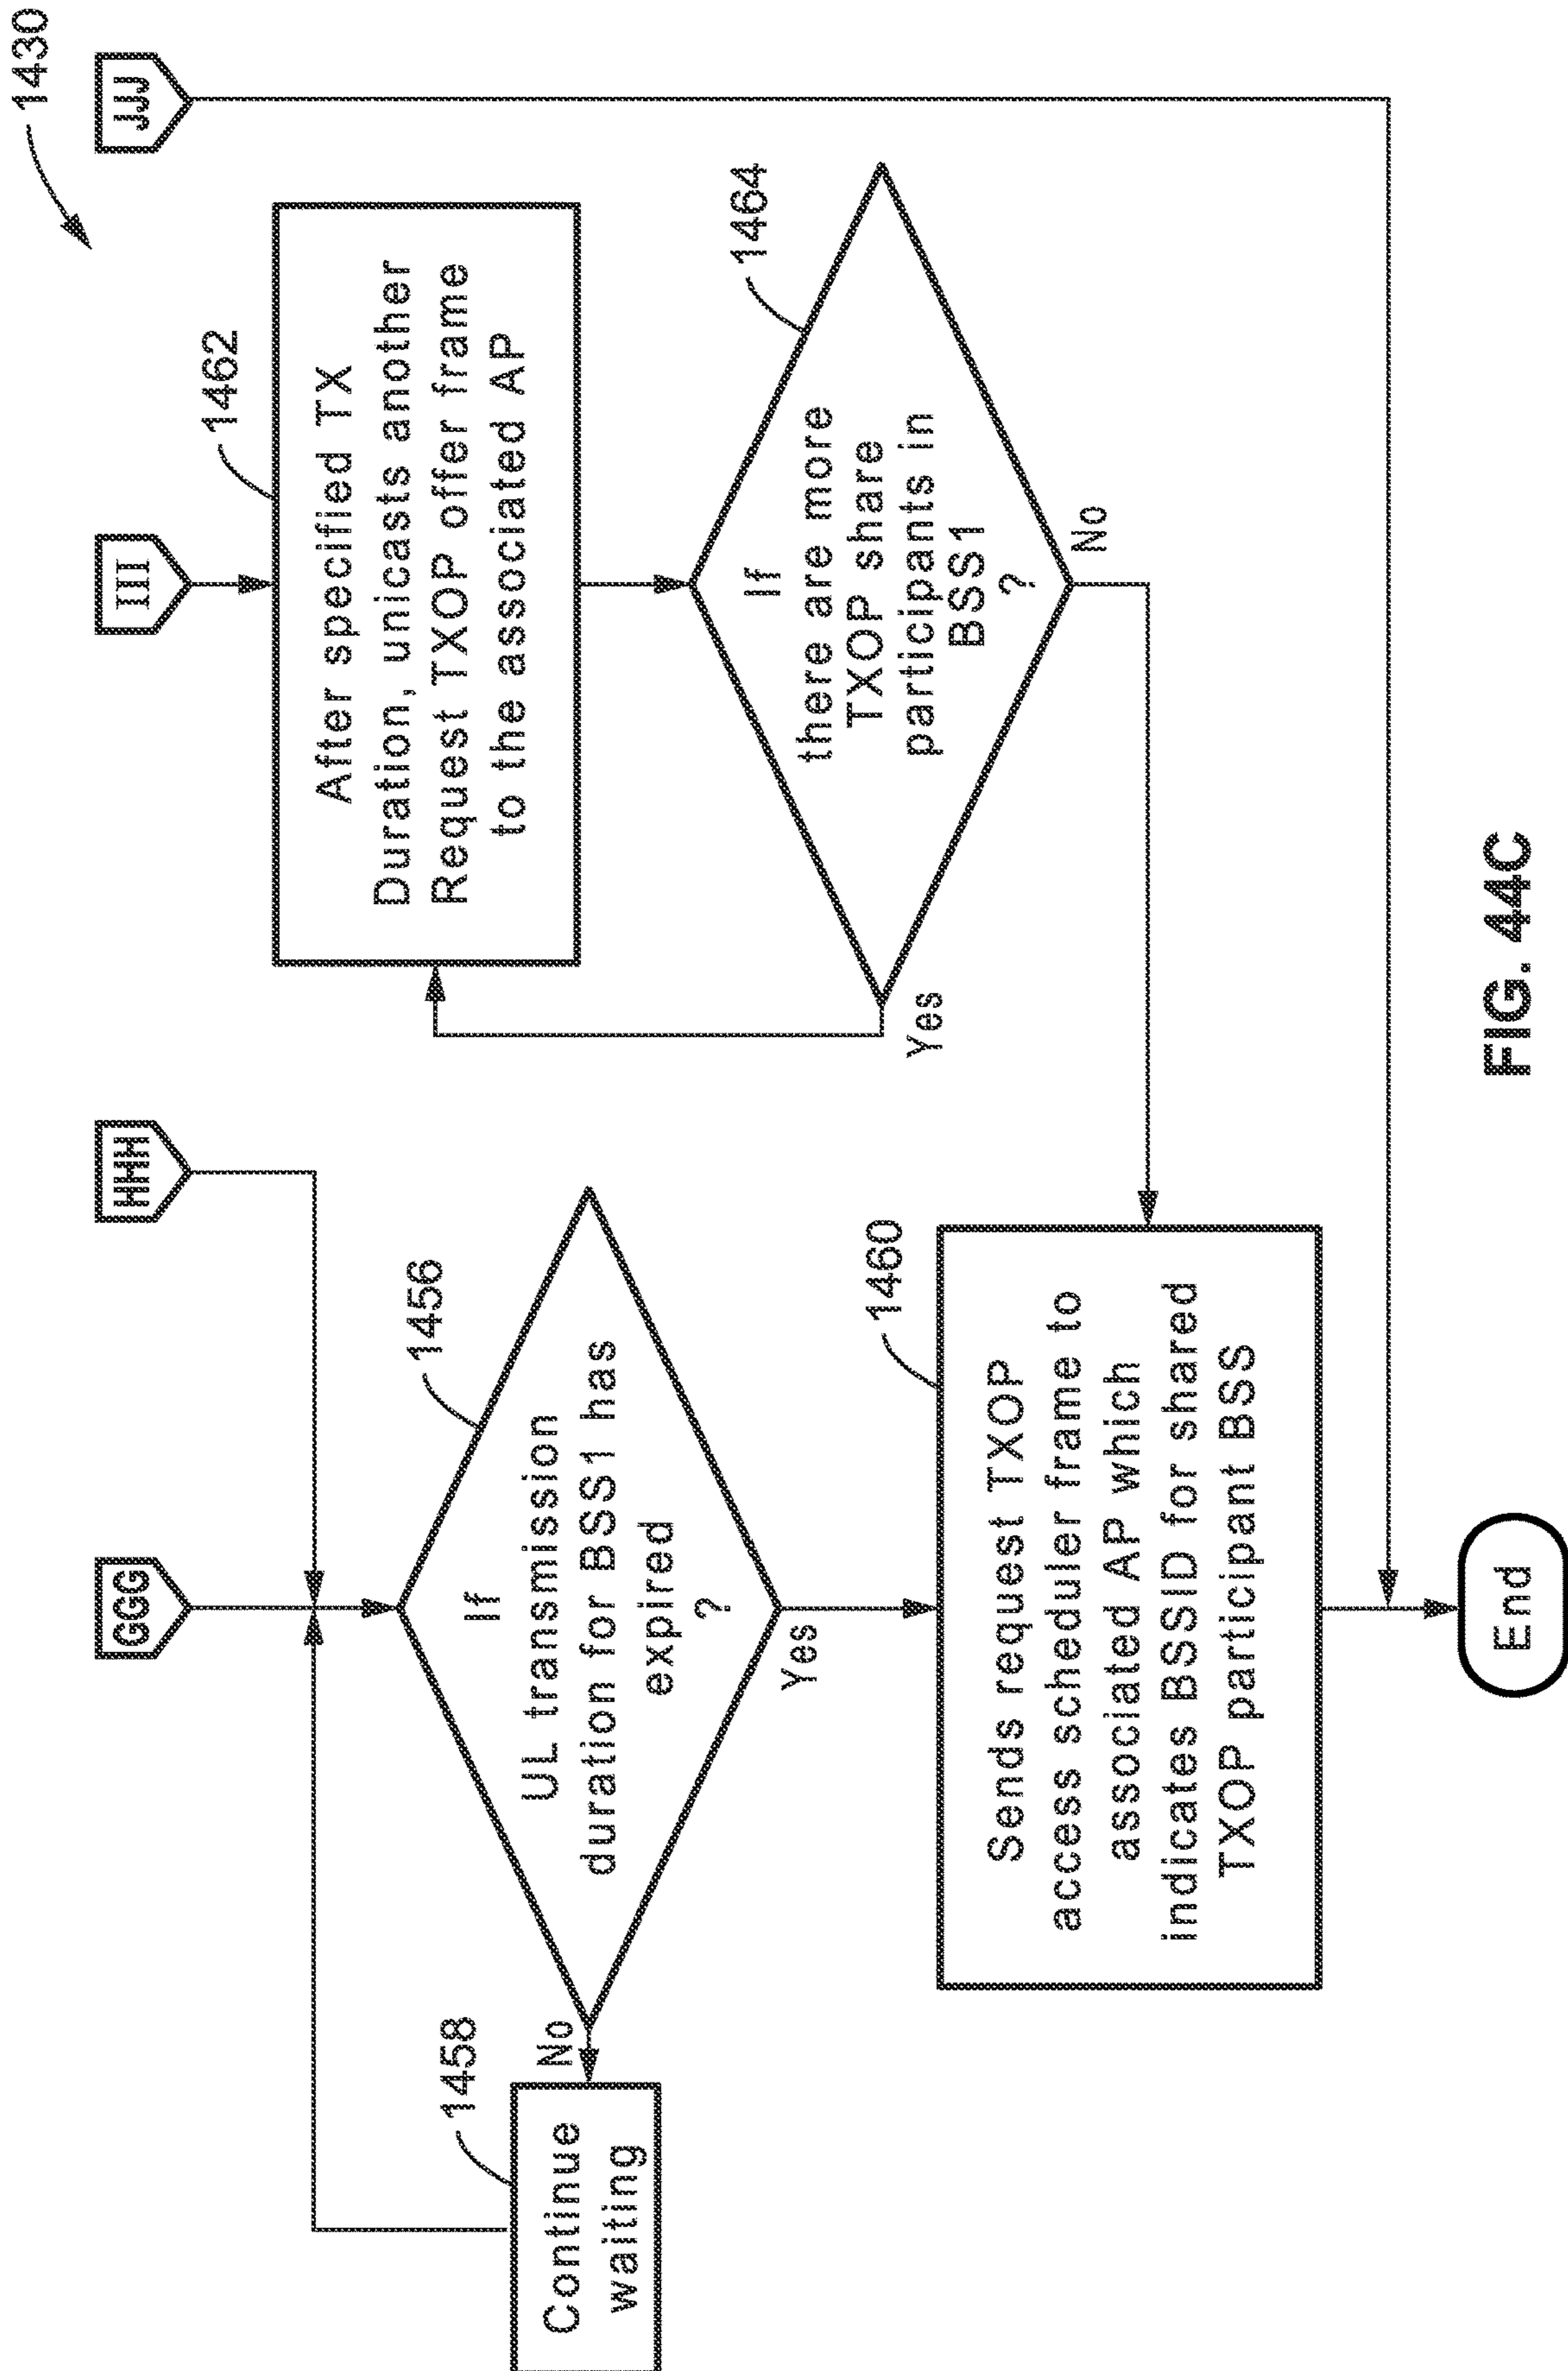 1430
GGG
HHH
III
JJJ
1462
After specified TX
Duration, unicasts another
Request TXOP offer frame
to the associated AP
1456
If
UL transmission
duration for BSS1 has
expired
?
No
Yes
1458
Continue
waiting
1464
If
there are more
TXOP share
participants in
BSS1
?
Yes
No
1460
Sends request TXOP
access scheduler frame to
associated AP which
indicates BSSID for shared
TXOP participant BSS
End
FIG. 44C